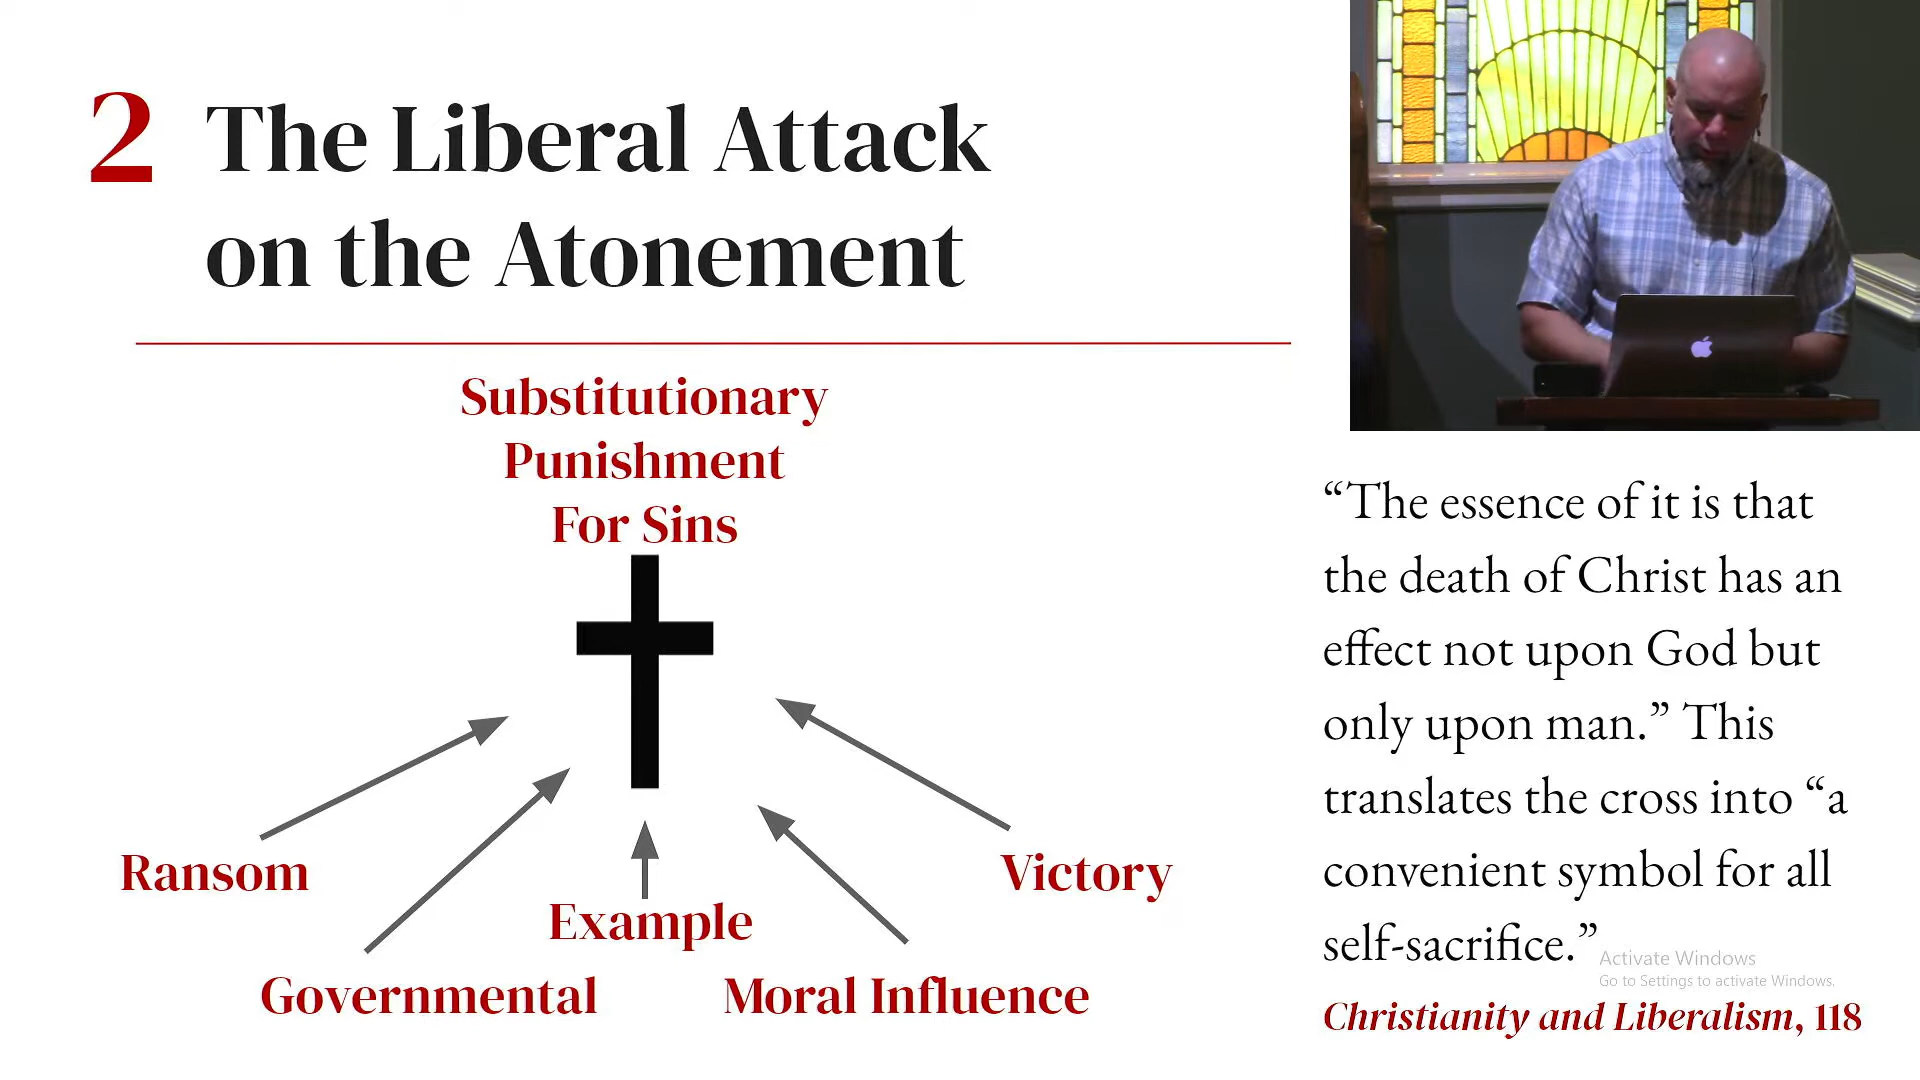 2 The Liberal Attack
on the Atonement
Substitutionary
Punishment
For Sins
Ransom
Governmental
Example
Moral Influence
Victory
“The essence of it is that
the death of Christ has an
effect not upon God but
only upon man.” This
translates the cross into “a
convenient symbol for all
self-sacrifice.”
Christianity and Liberalism, 118
Activate Windows
Go to Settings to activate Windows.